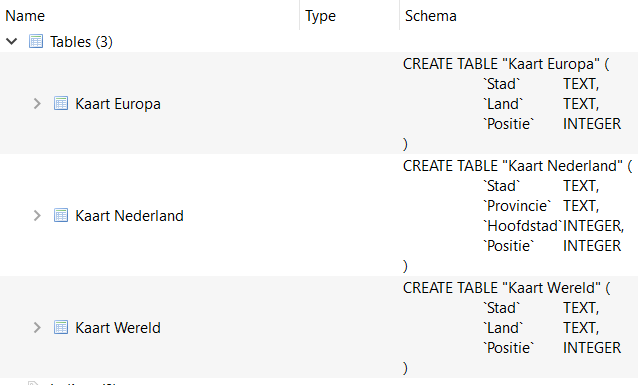 Name Type Schema
Tables (3)
Kaart Europa
CREATE TABLE "Kaart Europa" (
`Stad` TEXT,
`Land` TEXT,
`Positie` INTEGER
)
Kaart Nederland
CREATE TABLE "Kaart Nederland" (
`Stad` TEXT,
`Provincie` TEXT,
`Hoofdstad`INTEGER,
`Positie` INTEGER
)
Kaart Wereld
CREATE TABLE "Kaart Wereld" (
`Stad` TEXT,
`Land` TEXT,
`Positie` INTEGER
)